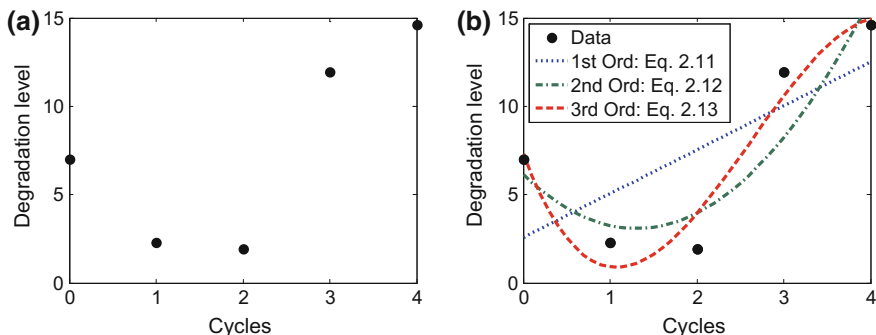 (a)
15
10
5
0
Degradation level
0 1 2 3 4
Cycles
(b)
15
10
5
0
Degradation level
Data
1st Ord: Eq. 2.11
2nd Ord: Eq. 2.12
3rd Ord: Eq. 2.13
0 1 2 3 4
Cycles